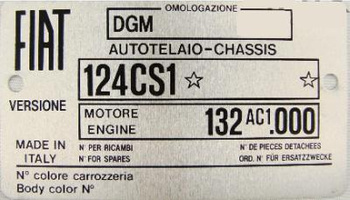 OMOLOGAZIONE
FIAT
DGM
AUTOTELAIO-CHASSIS
124CS1 ☆ ☆
VERSIONE
MOTORE
ENGINE
132 AC1 .000
MADE IN
ITALY
N° PER RICAMBI
N° FOR SPARES
N° DE PIECES DETACHEES
ORD. N° FÜR ERSATZZWECKE
N° colore carrozzeria
Body color N°